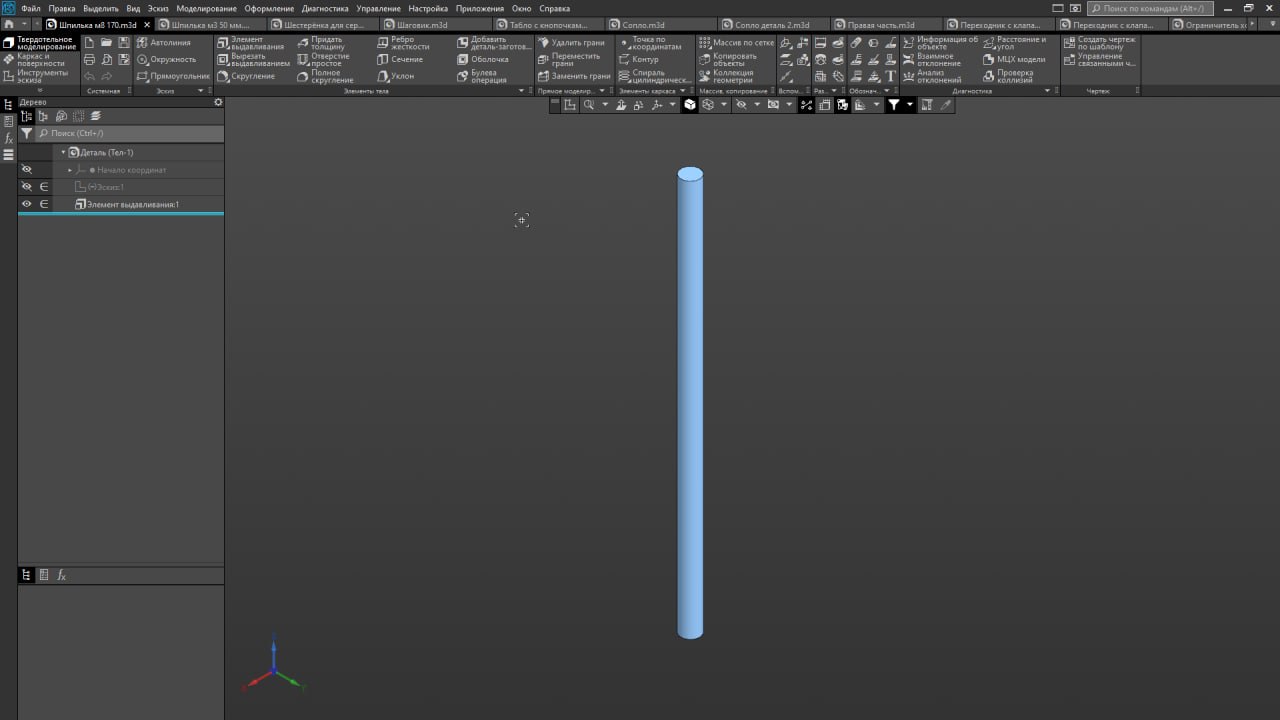 Файл Правка Выделить Вид Эскиз Моделирование Оформление Диагностика Управление Настройка Приложения Окно Справка
Поиск по командам (Alt+/)
Шпилька м8 170.m3d
Шпилька м3 50 мм....
Шестерёнка для сер...
Шаговик.m3d
Табло с кнопочкам...
Сопло.m3d
Сопло деталь 2.m3d
Правая часть.m3d
Переходник с клапа...
Переходник с клапа...
Ограничитель
Твердотельное моделирование
Каркас и поверхности
Инструменты эскиза
Системная
Автолиния
Окружность
Прямоугольник
Эскиз
Элемент выдавливания
Вырезать выдавливанием
Скругление
Придать толщину
Отверстие простое
Полное скругление
Ребро жесткости
Сечение
Уклон
Добавить деталь-заготов...
Оболочка
Булева операция
Элементы тела
Удалить грани
Переместить грани
Заменить грани
Прямое моделир...
Точка по координатам
Контур
Спираль цилиндрическ...
Элементы каркаса
Массив по сетке
Копировать объекты
Коллекция геометрии
Массив, копирование
Вспом...
Раз...
Обознач...
Информация об объекте
Взаимное отклонение
Анализ отклонений
Расстояние и угол
МЦХ модели
Проверка коллизий
Диагностика
Создать чертеж по шаблону
Управление связанными ч...
Чертеж
Дерево
Поиск (Ctrl+/)
Деталь (Тел-1)
Начало координат
(-)Эскиз:1
Элемент выдавливания:1